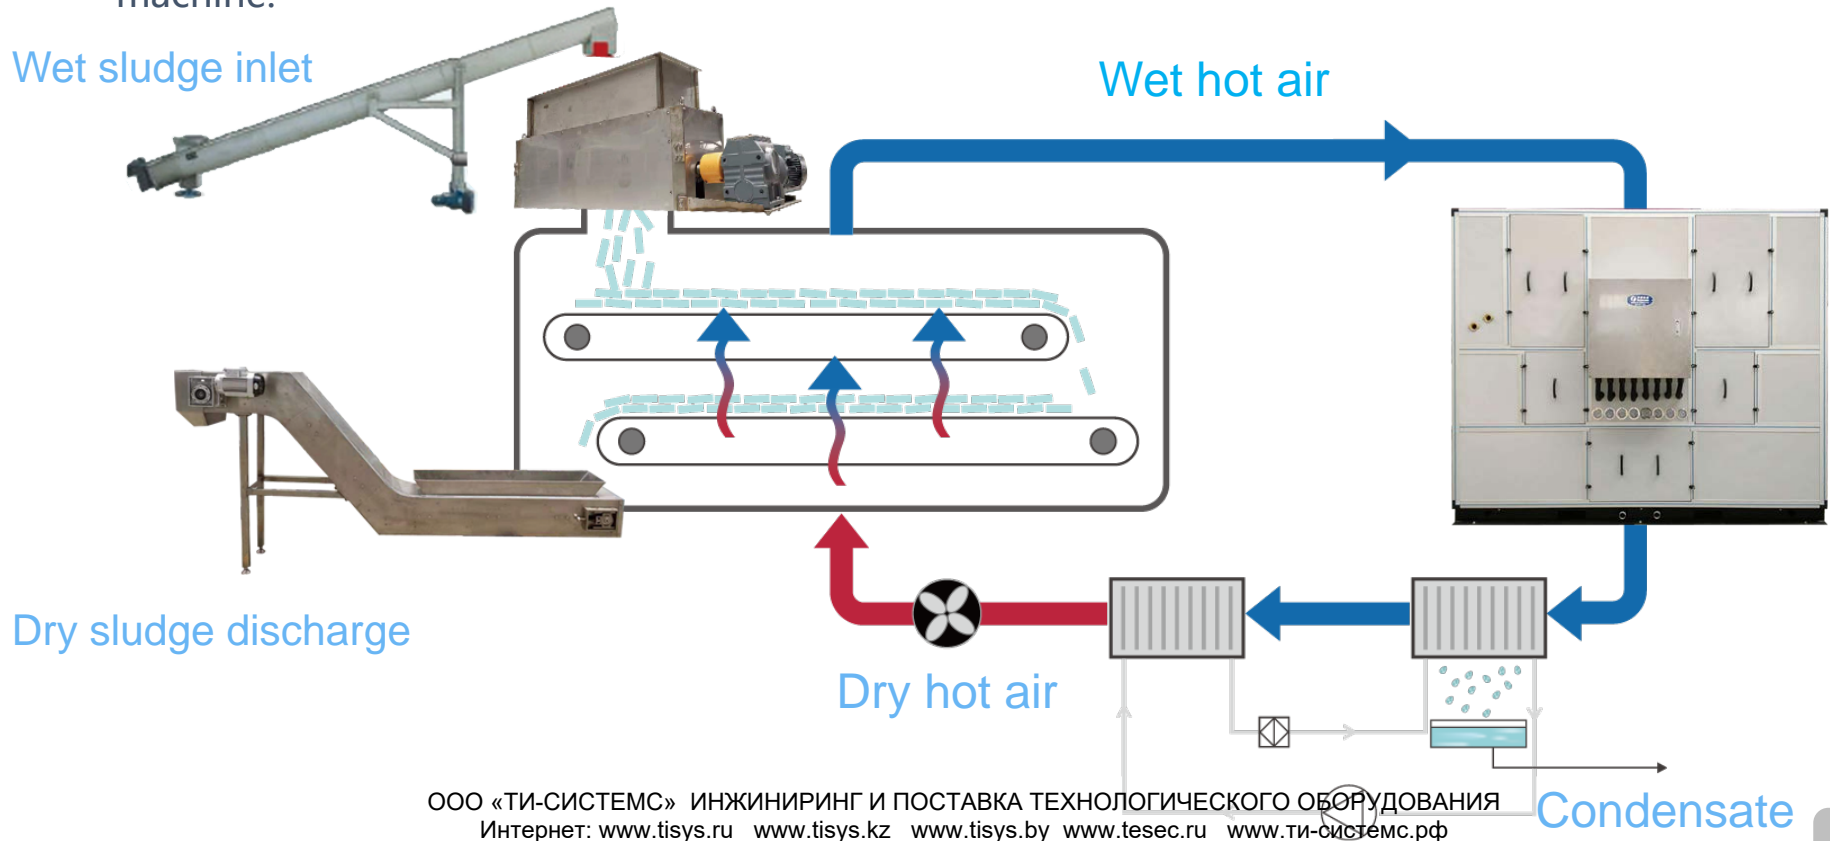 machine.
Wet sludge inlet
Wet hot air
Dry sludge discharge
Dry hot air
ООО «ТИ-СИСТЕМС» ИНЖИНИРИНГ И ПОСТАВКА ТЕХНОЛОГИЧЕСКОГО ОБОРУДОВАНИЯ
Condensate
Интернет: www.tisys.ru www.tisys.kz www.tisys.by www.tesec.ru www.ти-системс.рф